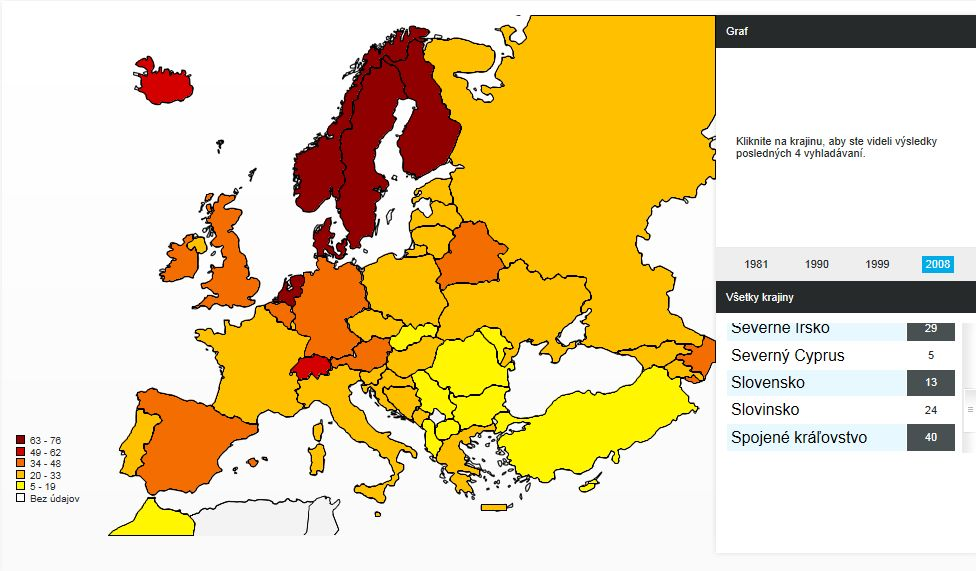 Graf
Kliknite na krajinu, aby ste videli výsledky
posledných 4 vyhladávaní.
1981 1990 1999 2008
Všetky krajiny
Severné Írsko 29
Severný Cyprus 5
Slovensko 13
Slovinsko 24
Spojené kráľovstvo 40
63 - 76
49 - 62
34 - 48
20 - 33
5 - 19
Bez údajov